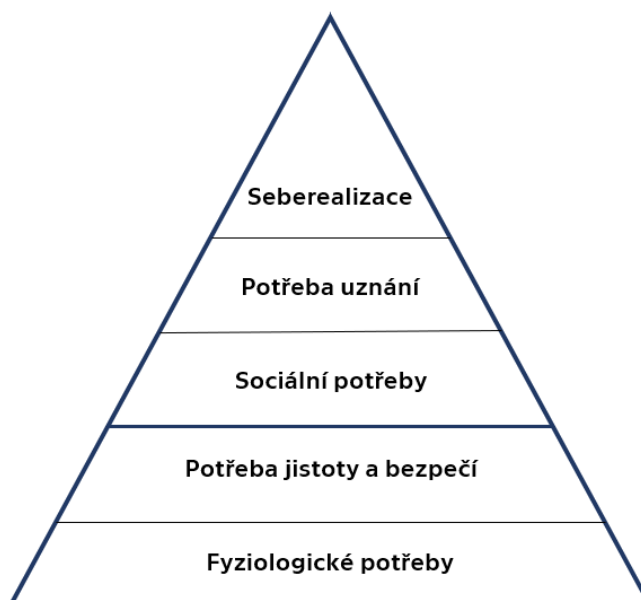 Seberealizace
Potřeba uznání
Sociální potřeby
Potřeba jistoty a bezpečí
Fyziologické potřeby